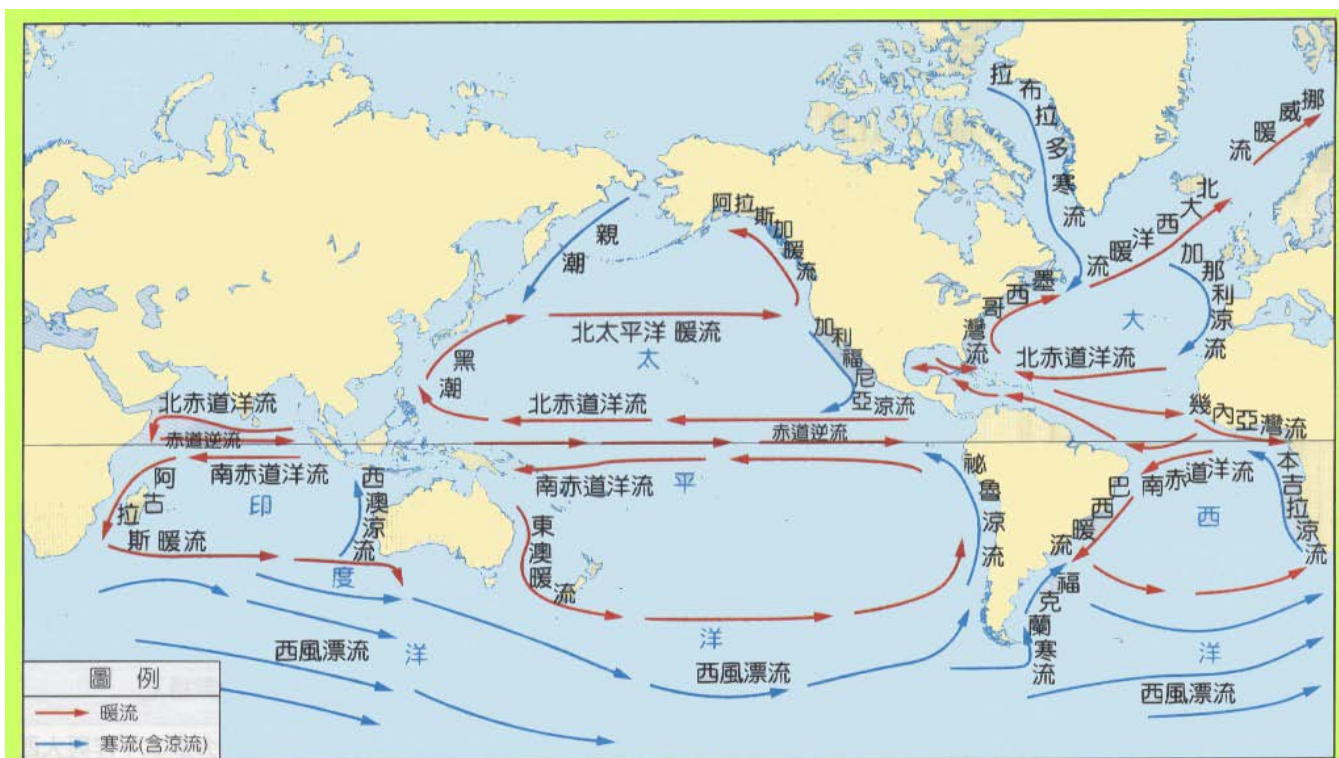 拉布拉多寒流
挪威暖流
北大西洋暖流
阿拉斯加暖流
親潮
墨西哥灣流
加那利涼流
大
北太平洋 暖流
太
加利福尼亞涼流
黑潮
北赤道洋流
北赤道洋流
北赤道洋流
幾內亞灣流
赤道逆流
赤道逆流
南赤道洋流
南赤道洋流
南赤道洋流
平
祕魯涼流
巴西暖流
本吉拉涼流
西
阿古拉斯暖流
印
西澳涼流
東澳暖流
度
福克蘭寒流
西風漂流
洋
洋
西風漂流
洋
西風漂流
圖 例
暖流
寒流(含涼流)